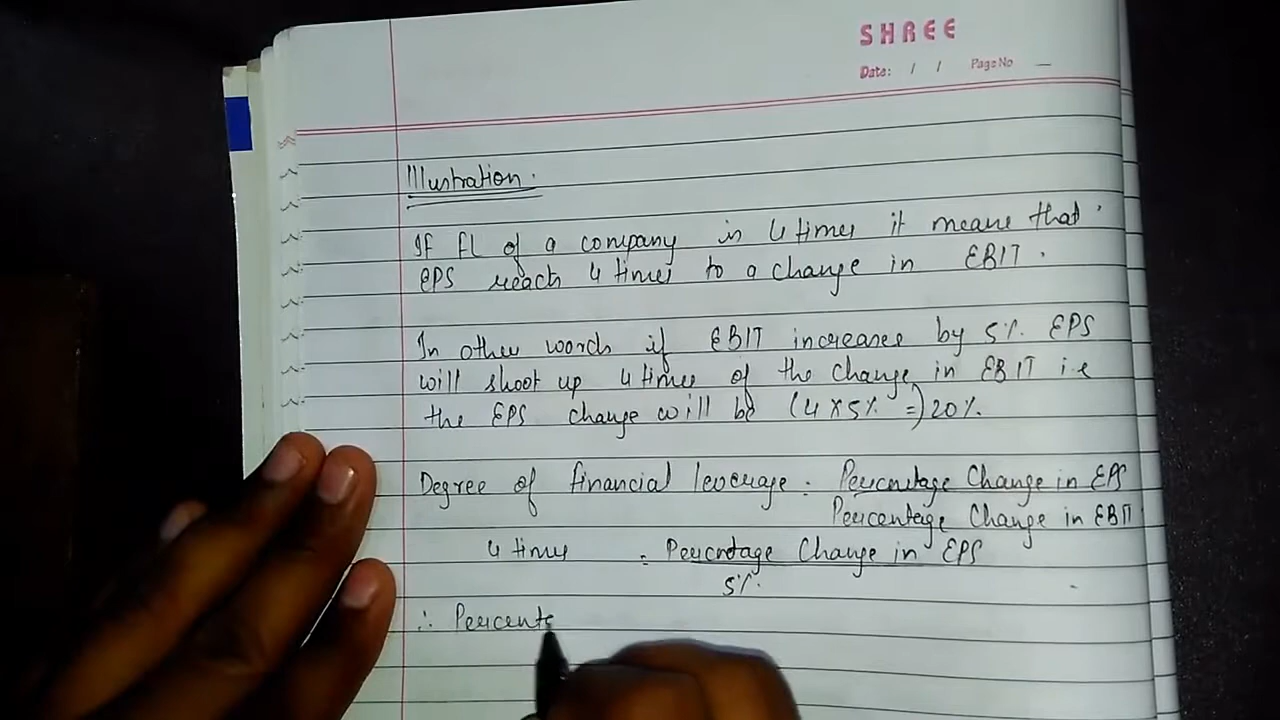 SHREE
Date: / / Page No
Illustration.
If FL of a company is 4 times it means that
EPS reach 4 times to a change in EBIT.
In other words if EBIT increases by 5% EPS
will shoot up 4 times of the change in EBIT i.e
the EPS change will be (4 X 5% =) 20%.
Degree of financial leverage = Percentage Change in EPS
Percentage Change in EBIT
4 times = Percentage Change in EPS
5%.
∴ Percenta